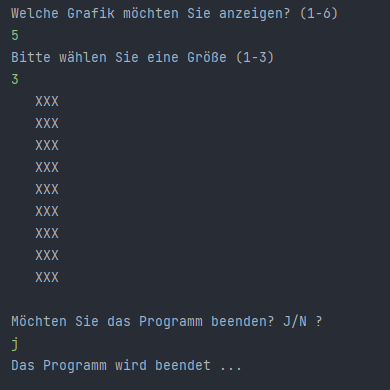 Welche Grafik möchten Sie anzeigen? (1-6)
5
Bitte wählen Sie eine Größe (1-3)
3
   XXX
   XXX
   XXX
   XXX
   XXX
   XXX
   XXX
   XXX
   XXX

Möchten Sie das Programm beenden? J/N ?
j
Das Programm wird beendet ...